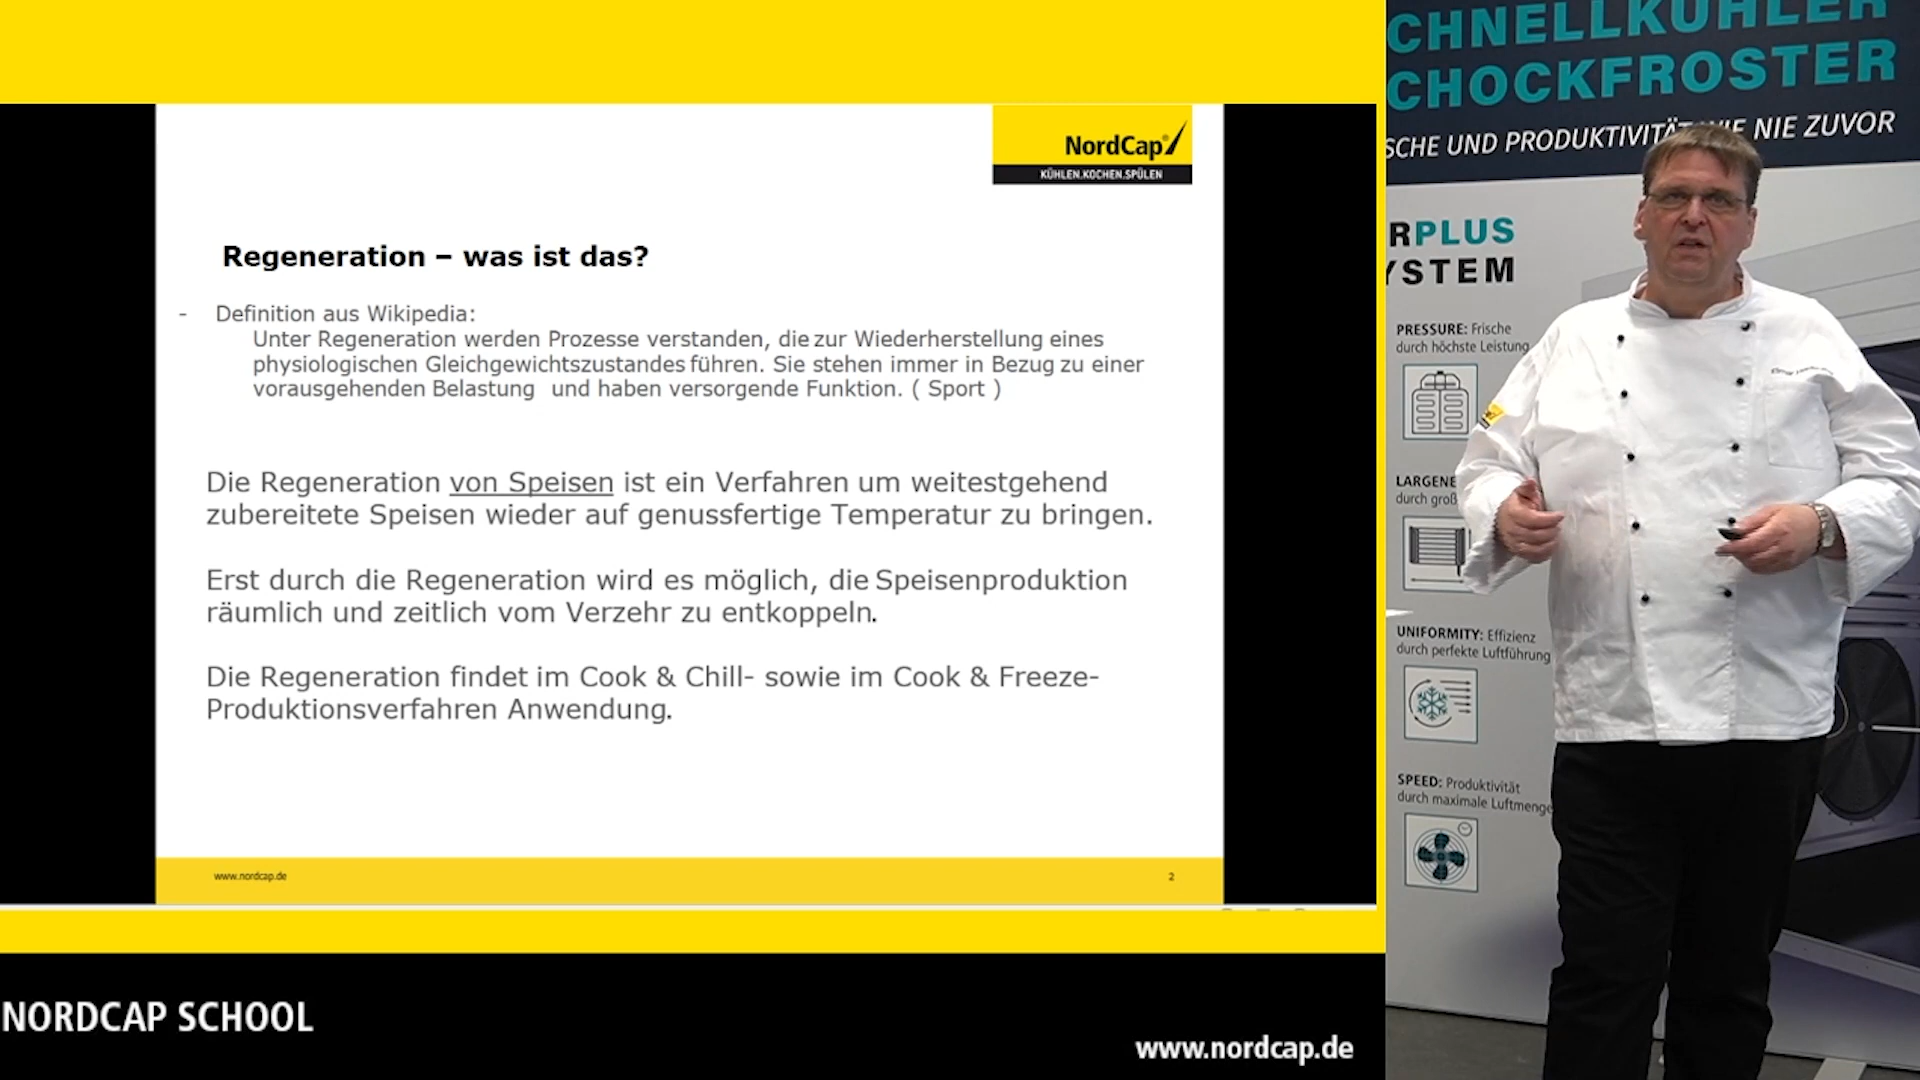 NordCap®
KÜHLEN.KOCHEN.SPÜLEN
Regeneration – was ist das?
- Definition aus Wikipedia:
Unter Regeneration werden Prozesse verstanden, die zur Wiederherstellung eines
physiologischen Gleichgewichtszustandes führen. Sie stehen immer in Bezug zu einer
vorausgehenden Belastung und haben versorgende Funktion. ( Sport )
Die Regeneration von Speisen ist ein Verfahren um weitestgehend
zubereitete Speisen wieder auf genussfertige Temperatur zu bringen.
Erst durch die Regeneration wird es möglich, die Speisenproduktion
räumlich und zeitlich vom Verzehr zu entkoppeln.
Die Regeneration findet im Cook & Chill- sowie im Cook & Freeze-
Produktionsverfahren Anwendung.
www.nordcap.de
2
NORDCAP SCHOOL
www.nordcap.de
CHNELLKÜHLER
CHOCKFROSTER
SCHE UND PRODUKTIVITÄT WIE NIE ZUVOR
RPLUS
YSTEM
PRESSURE: Frische
durch höchste Leistung
LARGENE
durch groß
UNIFORMITY: Effizienz
durch perfekte Luftführung
SPEED: Produktivität
durch maximale Luftmenge